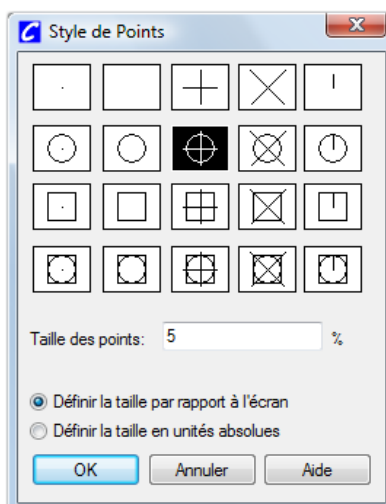 Style de Points
Taille des points: 5 %
Définir la taille par rapport à l'écran
Définir la taille en unités absolues
OK Annuler Aide